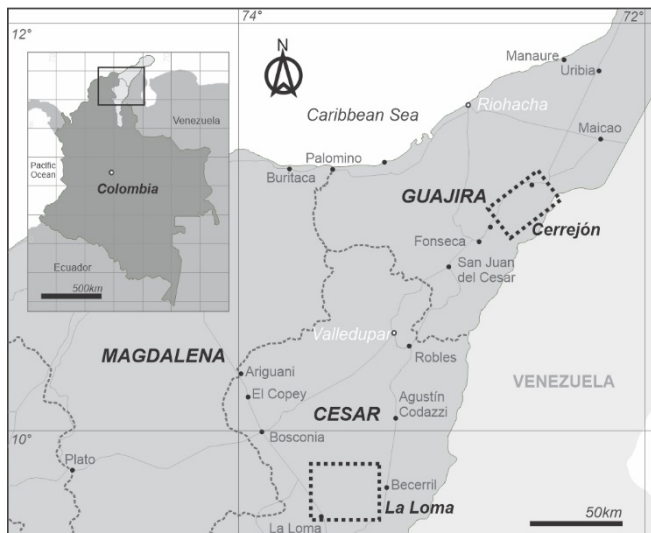 74°
72°
12°
N
Manaure
Uribia
Venezuela
Caribbean Sea
Riohacha
Maicao
Pacific
Ocean
Palomino
Buritaca
Colombia
GUAJIRA
Cerrejón
Fonseca
San Juan
del Cesár
Ecuador
500km
Valledupar
Robles
MAGDALENA
Ariguani
VENEZUELA
El Copey
CESAR
Agustín
Codazzi
10°
Bosconia
Plato
Becerril
La Loma
La Loma
50km